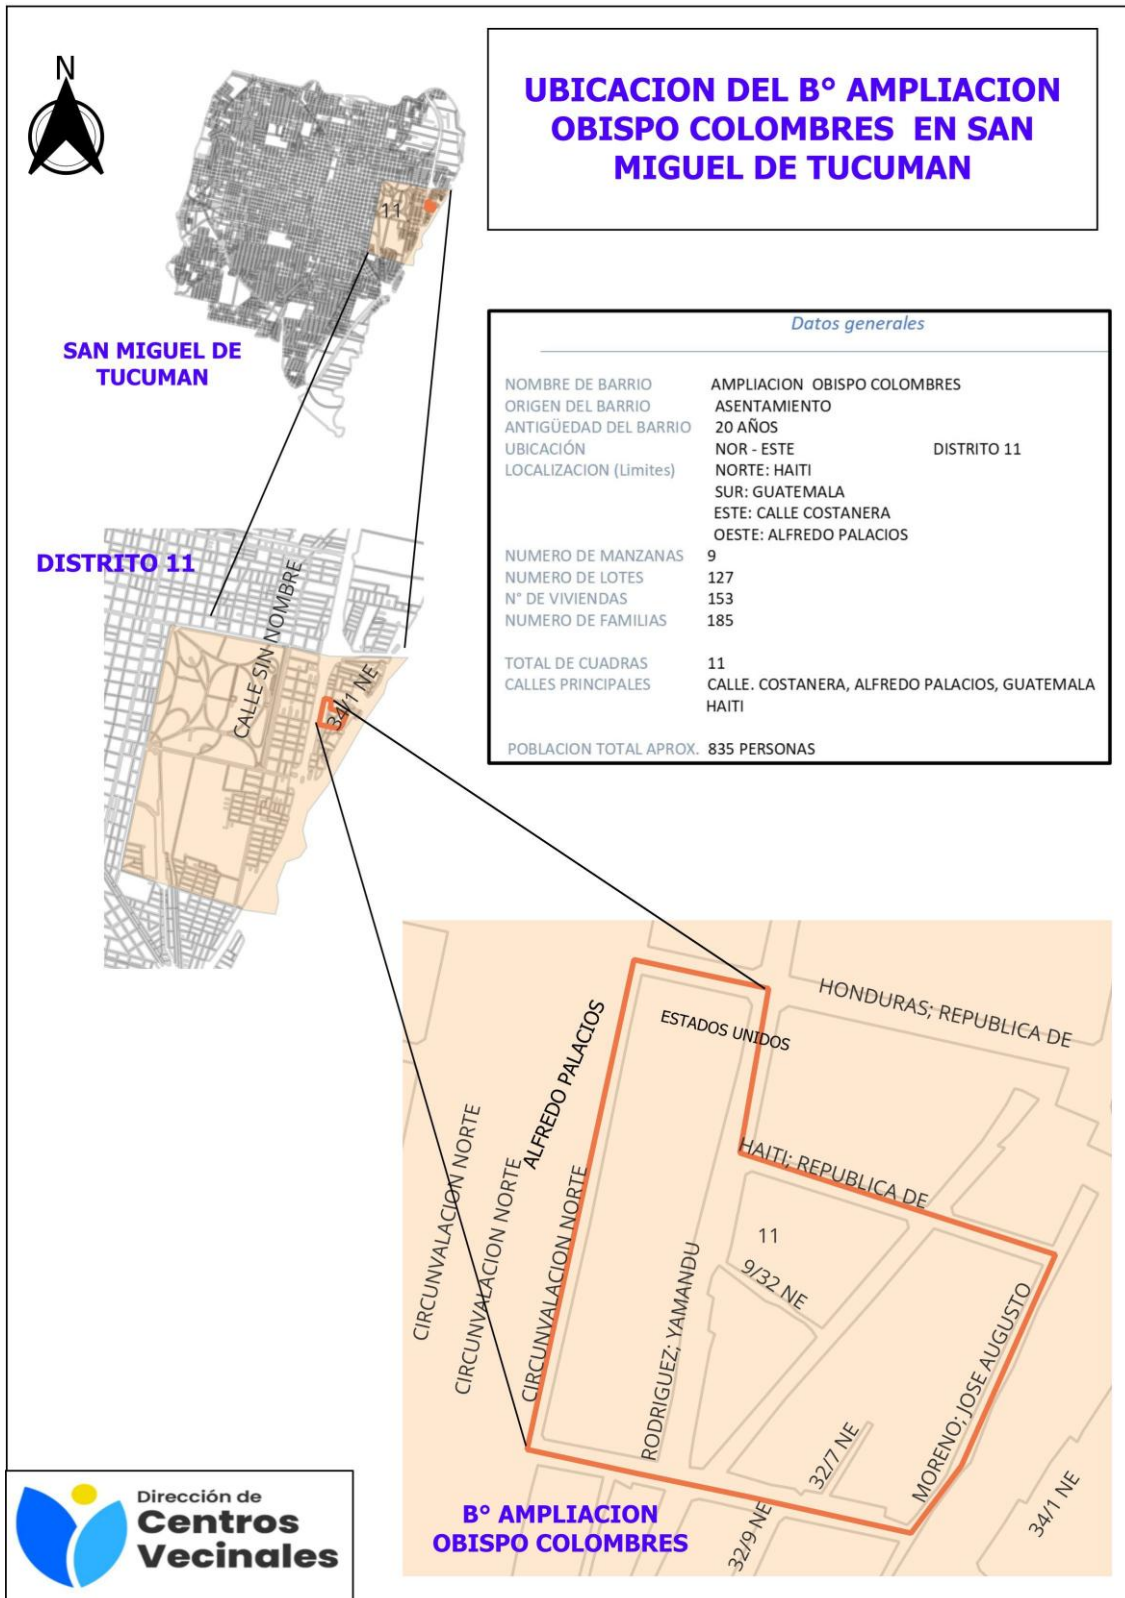 N
UBICACION DEL B° AMPLIACION
OBISPO COLOMBRES EN SAN
MIGUEL DE TUCUMAN
11
SAN MIGUEL DE
TUCUMAN
Datos generales
NOMBRE DE BARRIO AMPLIACION OBISPO COLOMBRES
ORIGEN DEL BARRIO ASENTAMIENTO
ANTIGÜEDAD DEL BARRIO 20 AÑOS
UBICACIÓN NOR - ESTE DISTRITO 11
LOCALIZACION (Limites) NORTE: HAITI
SUR: GUATEMALA
ESTE: CALLE COSTANERA
OESTE: ALFREDO PALACIOS
NUMERO DE MANZANAS 9
NUMERO DE LOTES 127
N° DE VIVIENDAS 153
NUMERO DE FAMILIAS 185
TOTAL DE CUADRAS 11
CALLES PRINCIPALES CALLE. COSTANERA, ALFREDO PALACIOS, GUATEMALA
HAITI
POBLACION TOTAL APROX. 835 PERSONAS
DISTRITO 11
CALLE SIN NOMBRE
34/1 NE
HONDURAS; REPUBLICA DE
ESTADOS UNIDOS
ALFREDO PALACIOS
CIRCUNVALACION NORTE
CIRCUNVALACION NORTE
CIRCUNVALACION NORTE
HAITI; REPUBLICA DE
11
9/32 NE
RODRIGUEZ; YAMANDU
MORENO; JOSE AUGUSTO
32/7 NE
32/9 NE
34/1 NE
B° AMPLIACION
OBISPO COLOMBRES
Dirección de
Centros
Vecinales